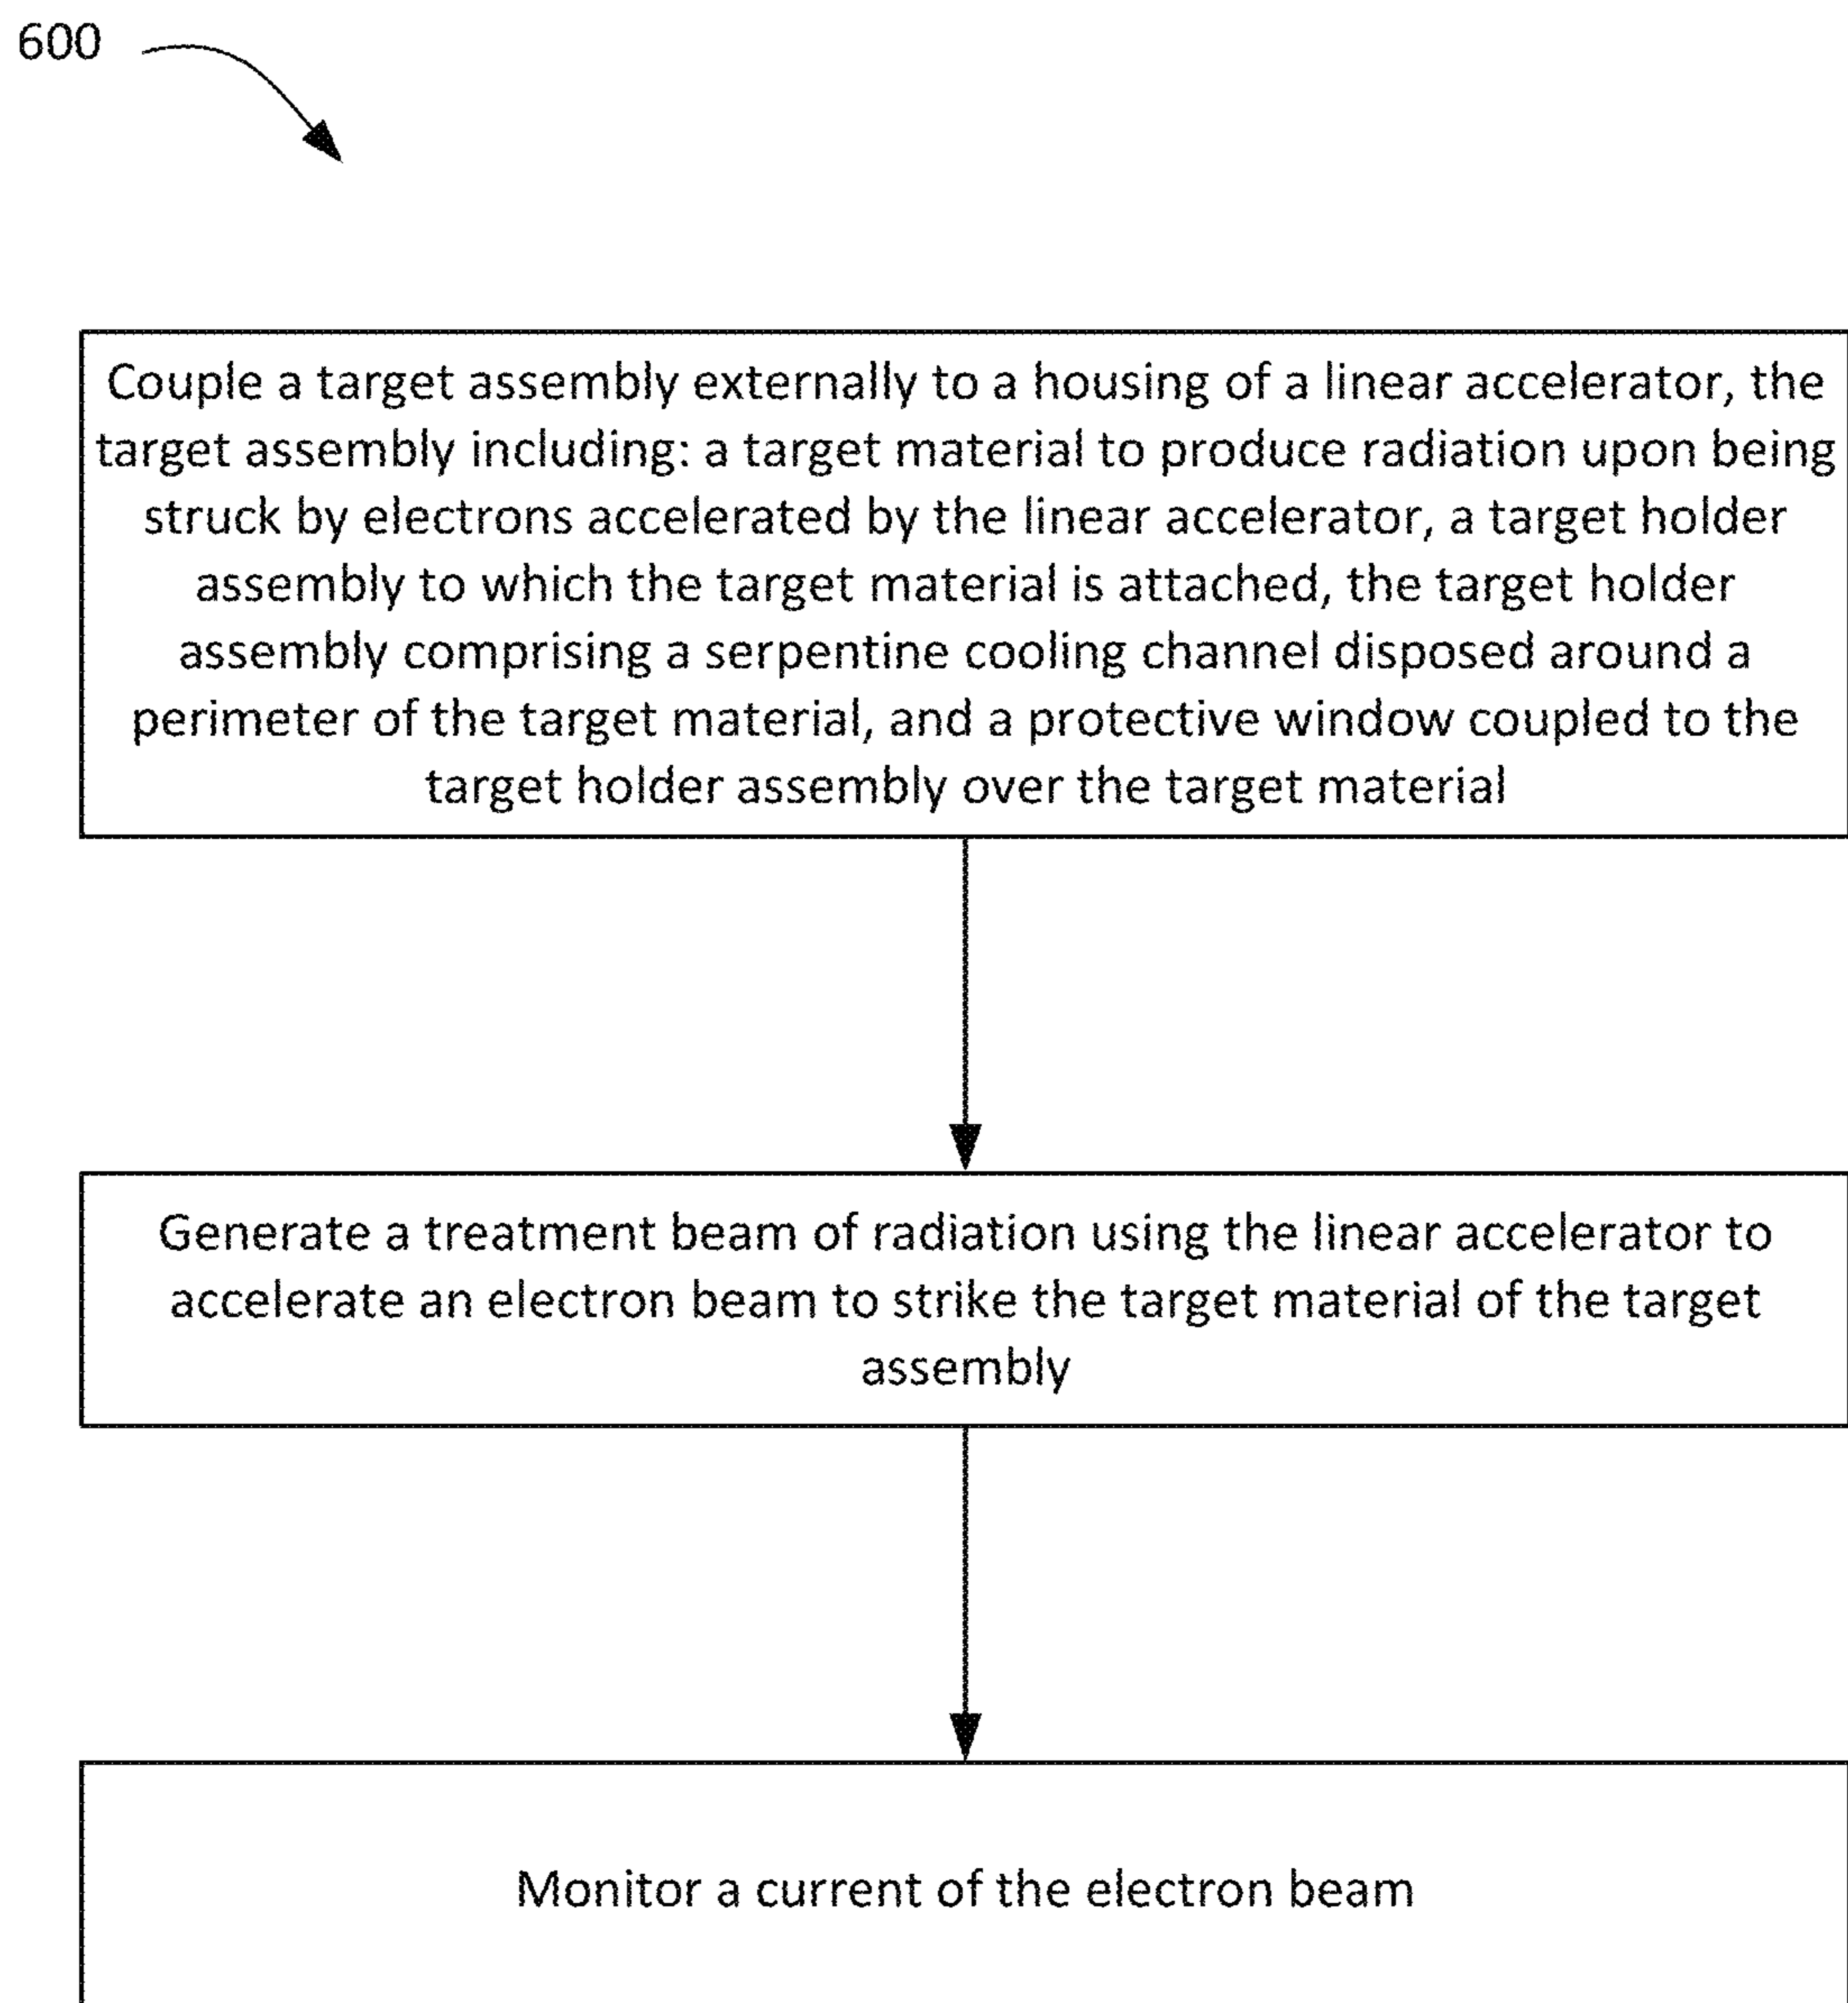 600
Couple a target assembly externally to a housing of a linear accelerator, the
target assembly including: a target material to produce radiation upon being
struck by electrons accelerated by the linear accelerator, a target holder
assembly to which the target material is attached, the target holder
assembly comprising a serpentine cooling channel disposed around a
perimeter of the target material, and a protective window coupled to the
target holder assembly over the target material
Generate a treatment beam of radiation using the linear accelerator to
accelerate an electron beam to strike the target material of the target
assembly
Monitor a current of the electron beam